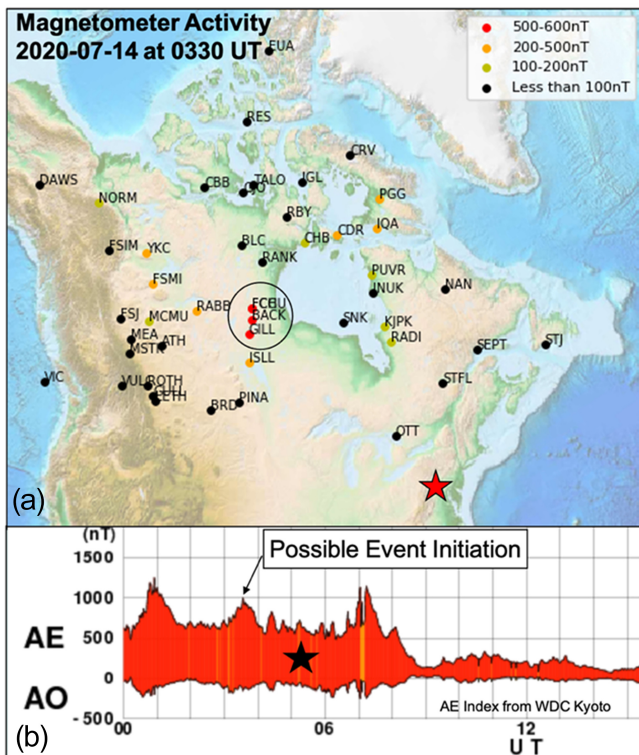 Magnetometer Activity
2020-07-14 at 0330 UT
500-600nT
200-500nT
100-200nT
Less than 100nT
EUA
RES
CRV
DAWS
CBB
TALO
IGL
NORM
PGG
RBY
IQA
CDR
CHB
FSIM
YKC
BLC
RANK
PUVR
FSMI
INUK
NAN
RABB
BACK
FSJ
MCMU
GILL
SNK
KJPK
RADI
MEA
ATH
MSTK
SEPT
STJ
ISLL
VIC
VUL
ROTH
STFL
BRD
PINA
OTT
(a)
(nT)
1500
1000
500
0
-500
AE
AO
Possible Event Initiation
AE Index from WDC Kyoto
00
06
12
U T
(b)